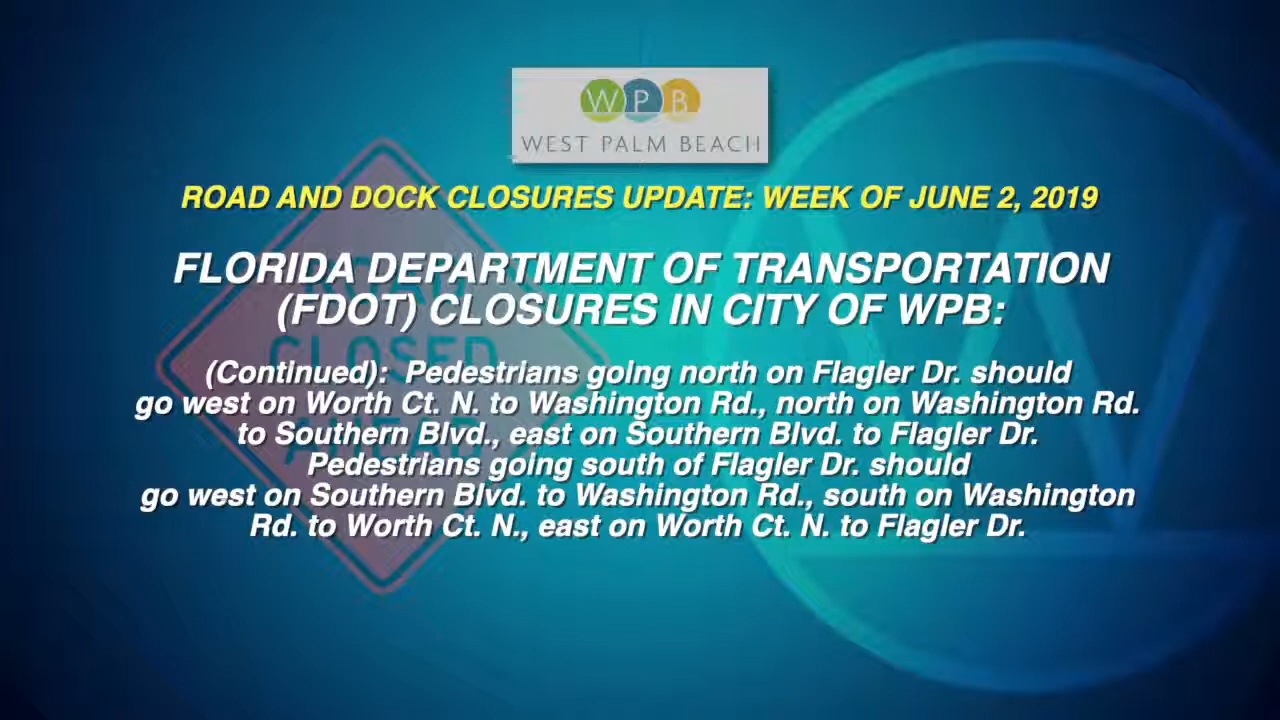 WPB
WEST PALM BEACH
ROAD AND DOCK CLOSURES UPDATE: WEEK OF JUNE 2, 2019
FLORIDA DEPARTMENT OF TRANSPORTATION
(FDOT) CLOSURES IN CITY OF WPB:
(Continued): Pedestrians going north on Flagler Dr. should
go west on Worth Ct. N. to Washington Rd., north on Washington Rd.
to Southern Blvd., east on Southern Blvd. to Flagler Dr.
Pedestrians going south of Flagler Dr. should
go west on Southern Blvd. to Washington Rd., south on Washington
Rd. to Worth Ct. N., east on Worth Ct. N. to Flagler Dr.
CLOSED
AHEAD